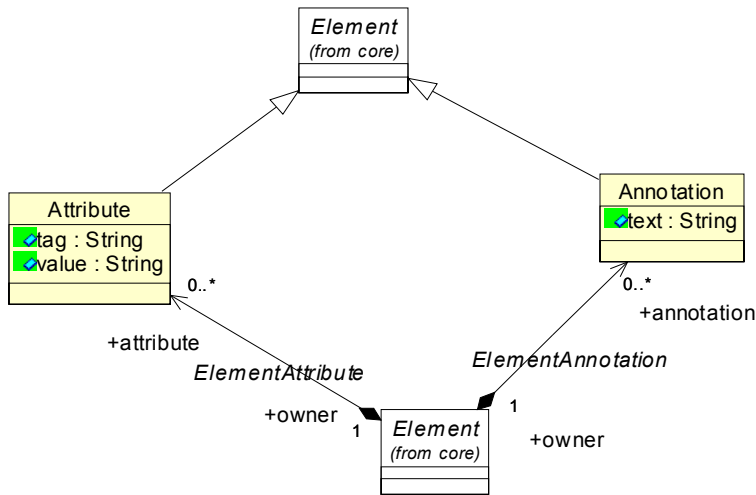 Element
(from core)
Attribute
tag : String
value : String
Annotation
text : String
0..*
+attribute
ElementAttribute
+owner
1
0..*
+annotation
ElementAnnotation
1
+owner
Element
(from core)